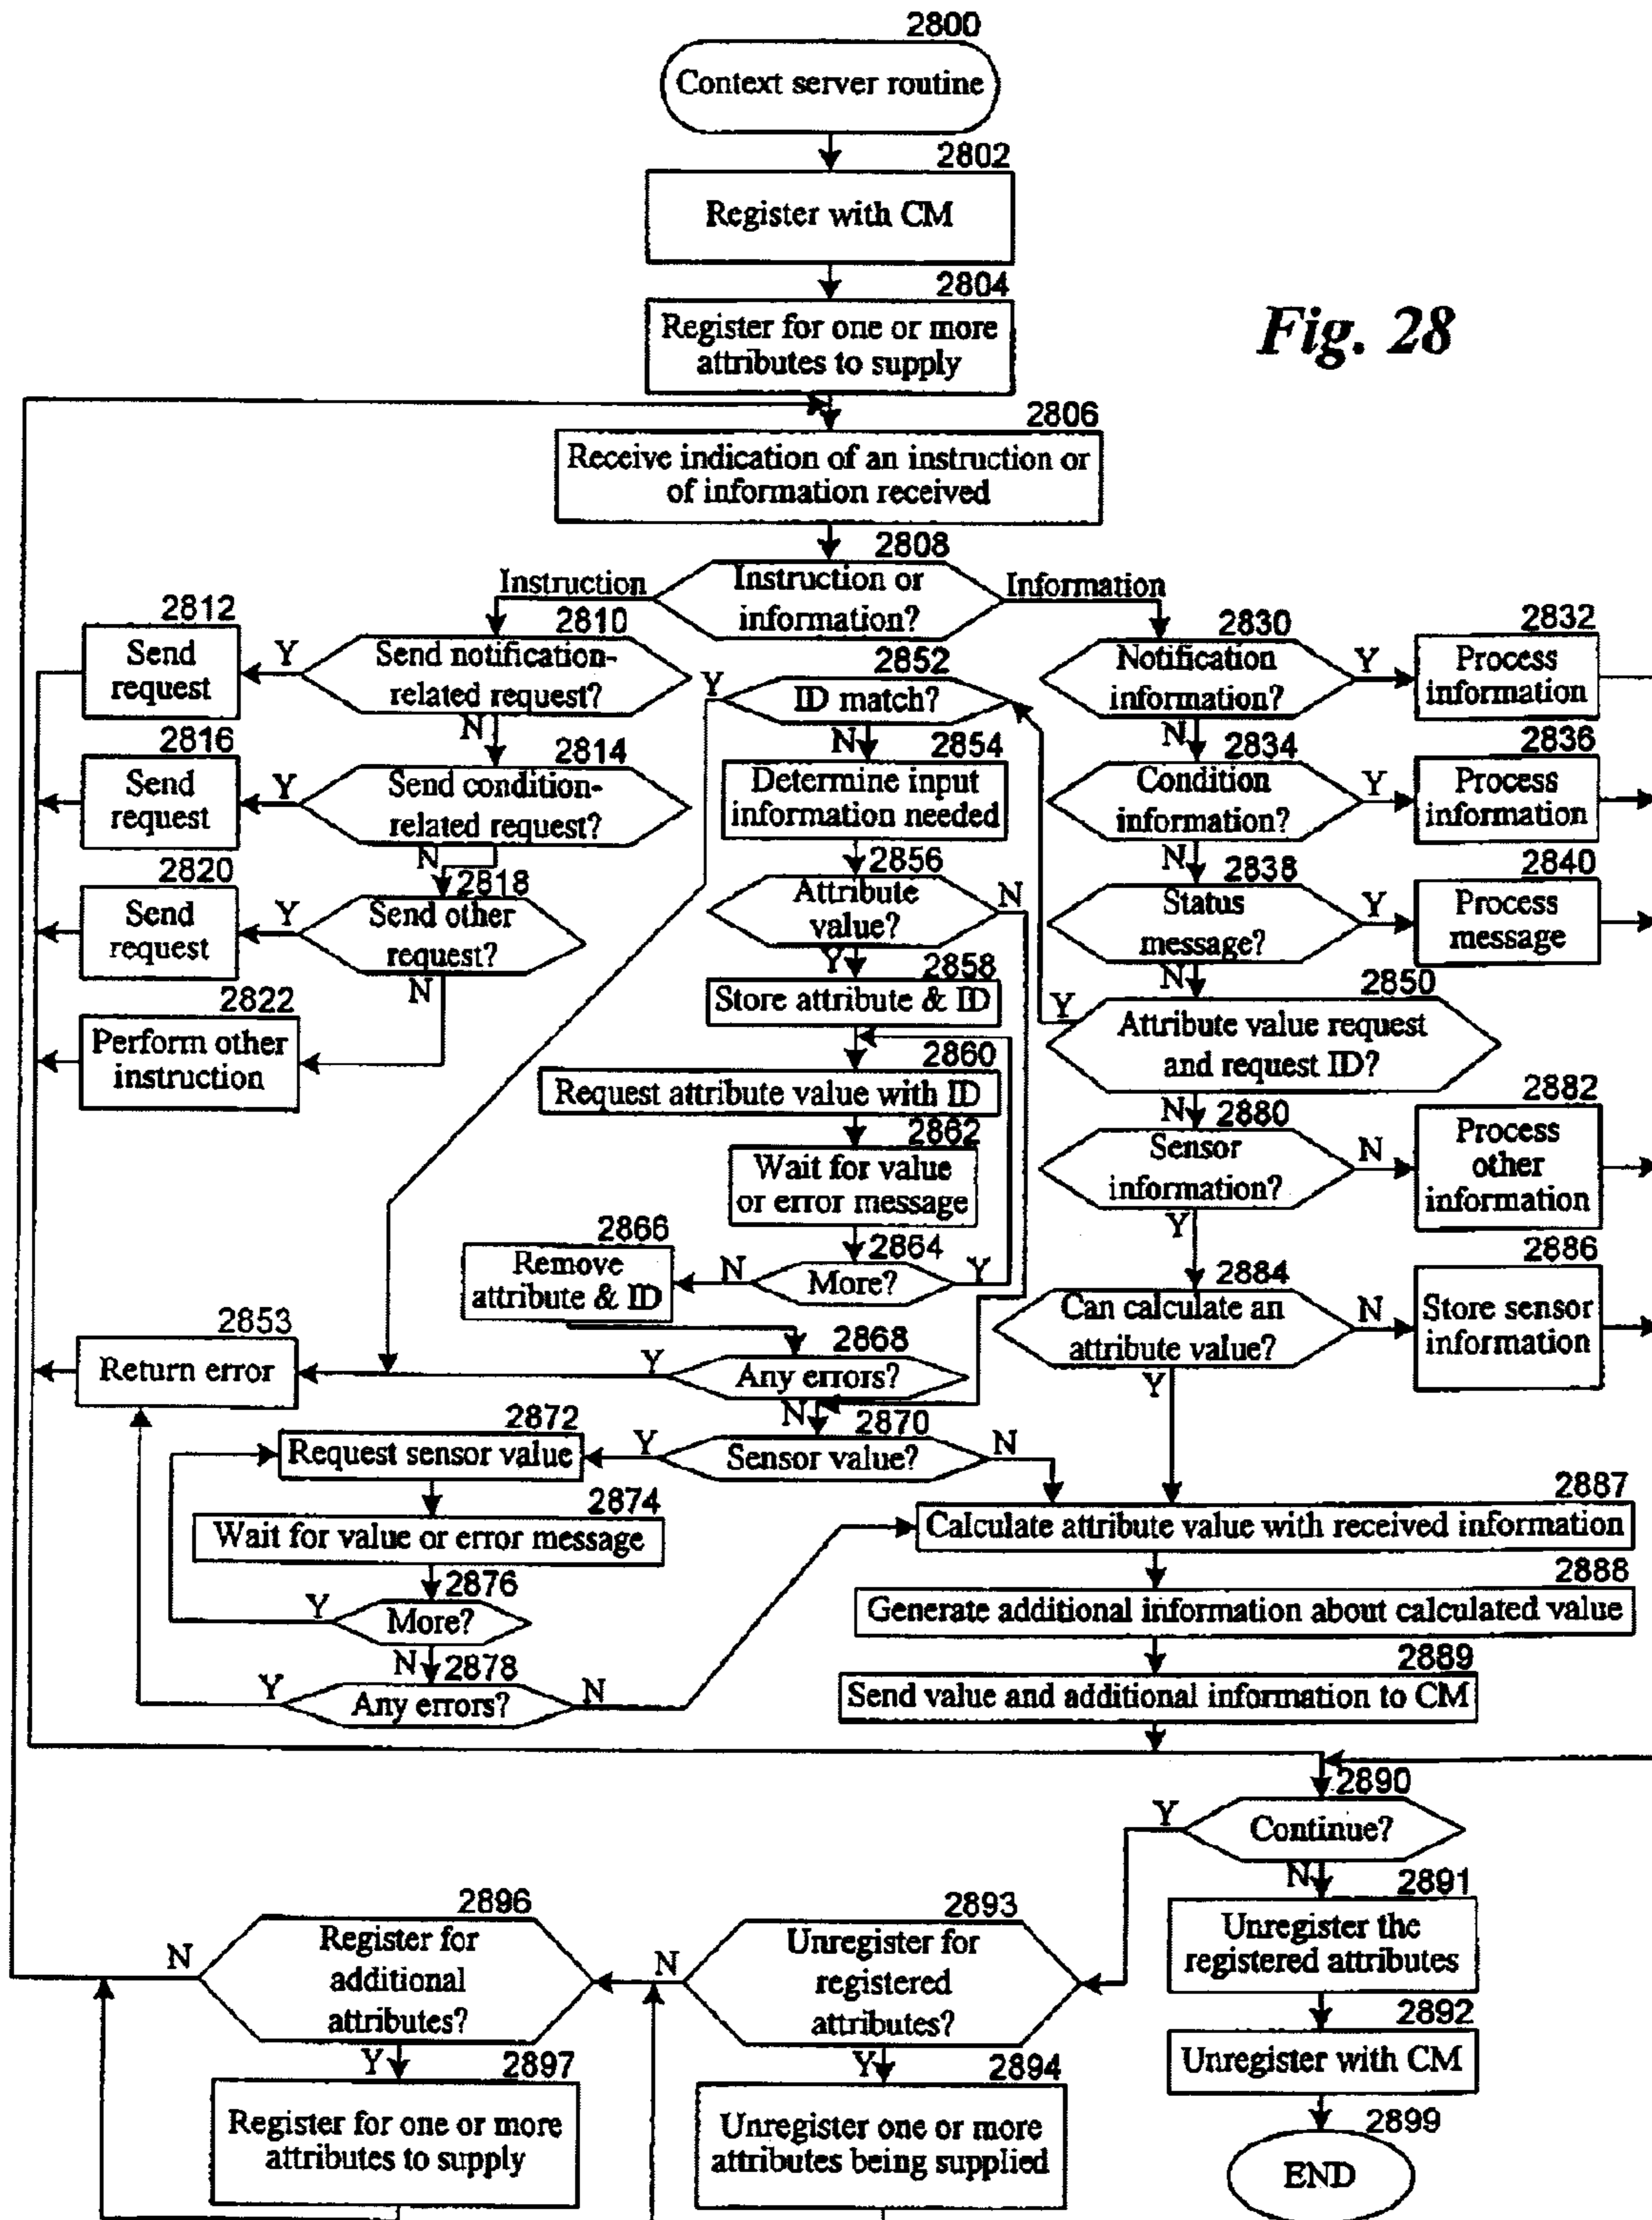 2800
Context server routine
2802
Register with CM
2804
Register for one or more
attributes to supply
Fig. 28
2806
Receive indication of an instruction or
of information received
2808
Instruction or
information?
Instruction
Information
2810
Send notification-
related request?
Y
N
2812
Send
request
2814
Send condition-
related request?
Y
N
2816
Send
request
2818
Send other
request?
Y
N
2820
Send
request
2822
Perform other
instruction
2830
Notification
information?
Y
N
2832
Process
information
2834
Condition
information?
Y
N
2836
Process
information
2838
Status
message?
Y
N
2840
Process
message
2850
Attribute value request
and request ID?
Y
N
2852
ID match?
Y
N
2854
Determine input
information needed
2856
Attribute
value?
N
Y
2858
Store attribute & ID
2860
Request attribute value with ID
2862
Wait for value
or error message
2864
More?
N
Y
2866
Remove
attribute & ID
2868
Any errors?
Y
N
2853
Return error
2870
Sensor value?
Y
N
2872
Request sensor value
2874
Wait for value or error message
2876
More?
Y
N
2878
Any errors?
Y
N
2880
Sensor
information?
N
Y
2882
Process
other
information
2884
Can calculate an
attribute value?
N
Y
2886
Store sensor
information
2887
Calculate attribute value with received information
2888
Generate additional information about calculated value
2889
Send value and additional information to CM
2890
Continue?
Y
N
2891
Unregister the
registered attributes
2892
Unregister with CM
2899
END
2893
Unregister for
registered
attributes?
N
Y
2894
Unregister one or more
attributes being supplied
2896
Register for
additional
attributes?
N
Y
2897
Register for one or more
attributes to supply